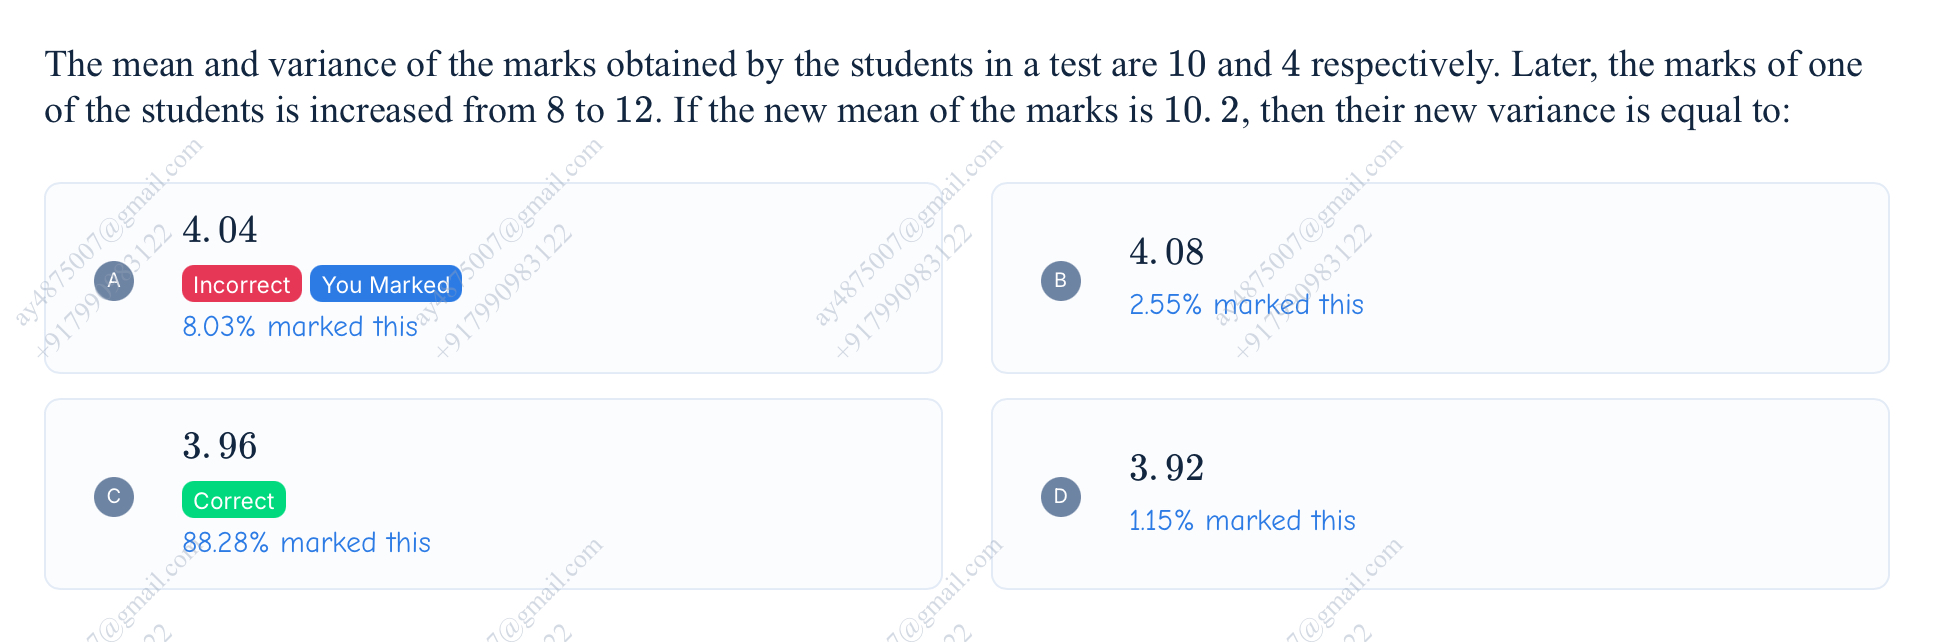 The mean and variance of the marks obtained by the students in a test are 10 and 4 respectively. Later, the marks of one
of the students is increased from 8 to 12. If the new mean of the marks is 10. 2, then their new variance is equal to:
A
4. 04
Incorrect You Marked
8.03% marked this
B
4. 08
2.55% marked this
C
3. 96
Correct
88.28% marked this
D
3. 92
1.15% marked this
ay4875007@gmail.com
+917990983122